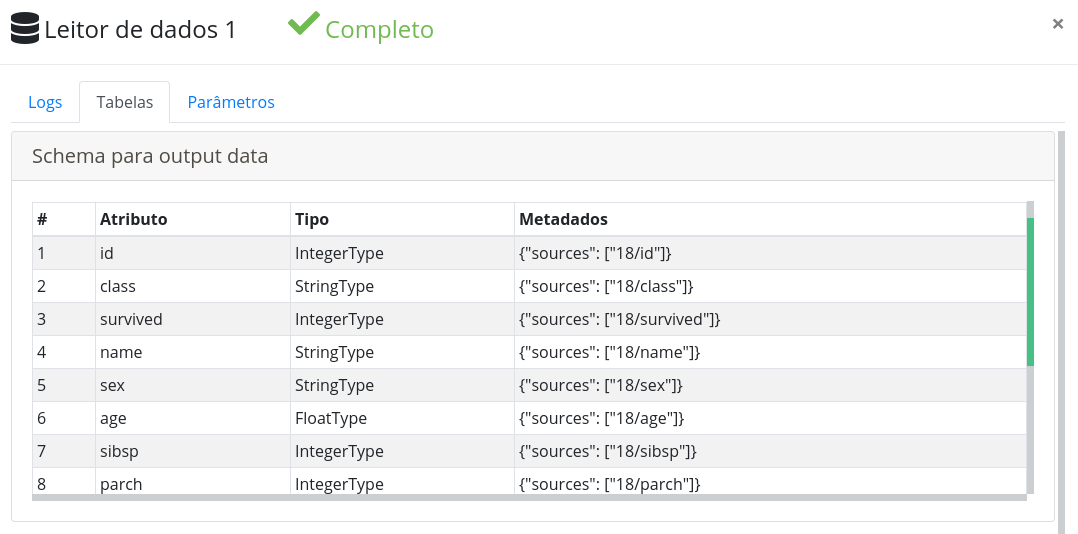 Leitor de dados 1 Completo ×
Logs Tabelas Parâmetros
Schema para output data
# Atributo Tipo Metadados
1 id IntegerType {"sources": ["18/id"]}
2 class StringType {"sources": ["18/class"]}
3 survived IntegerType {"sources": ["18/survived"]}
4 name StringType {"sources": ["18/name"]}
5 sex StringType {"sources": ["18/sex"]}
6 age FloatType {"sources": ["18/age"]}
7 sibsp IntegerType {"sources": ["18/sibsp"]}
8 parch IntegerType {"sources": ["18/parch"]}